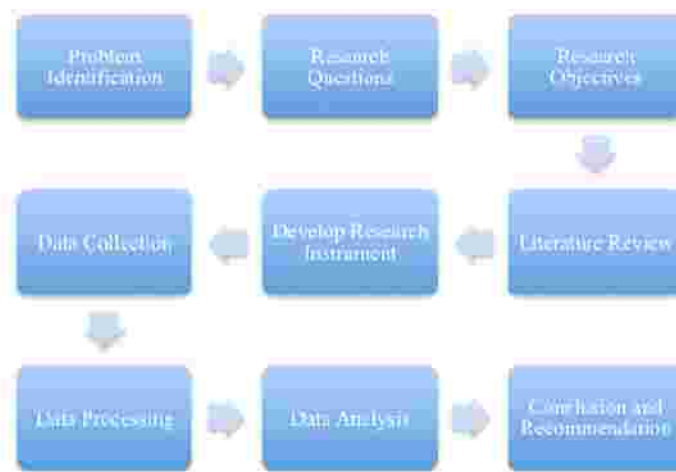 Problem
Identification
Research
Questions
Research
Objectives
Data Collection
Develop Research
Instrument
Literature Review
Data Processing
Data Analysis
Conclusion and
Recommendation